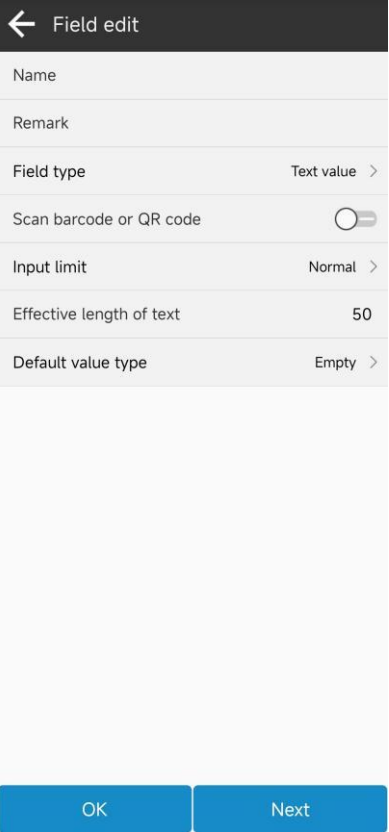 Field edit
Name
Remark
Field type Text value
Scan barcode or QR code
Input limit Normal
Effective length of text 50
Default value type Empty
OK Next